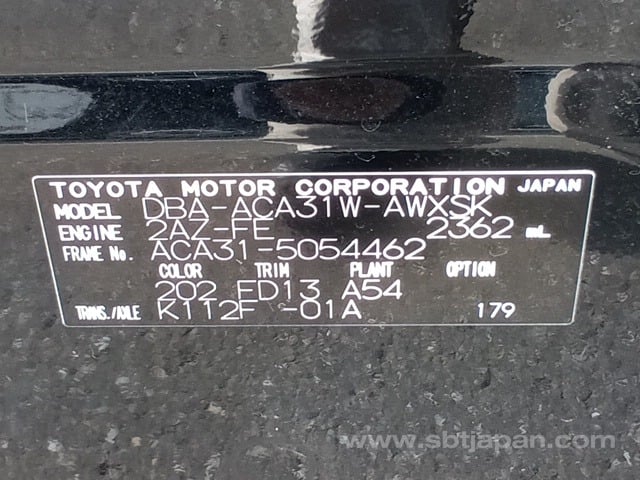 TOYOTA MOTOR CORPORATION JAPAN
MODEL DBA-ACA31W-AWXSK
ENGINE 2AZ-FE 2362 mL
FRAME No. ACA31-5054462
COLOR TRIM PLANT OPTION
202 FD13 A54
TRANS./AXLE K112F -01A 179
www.sbtjapan.com